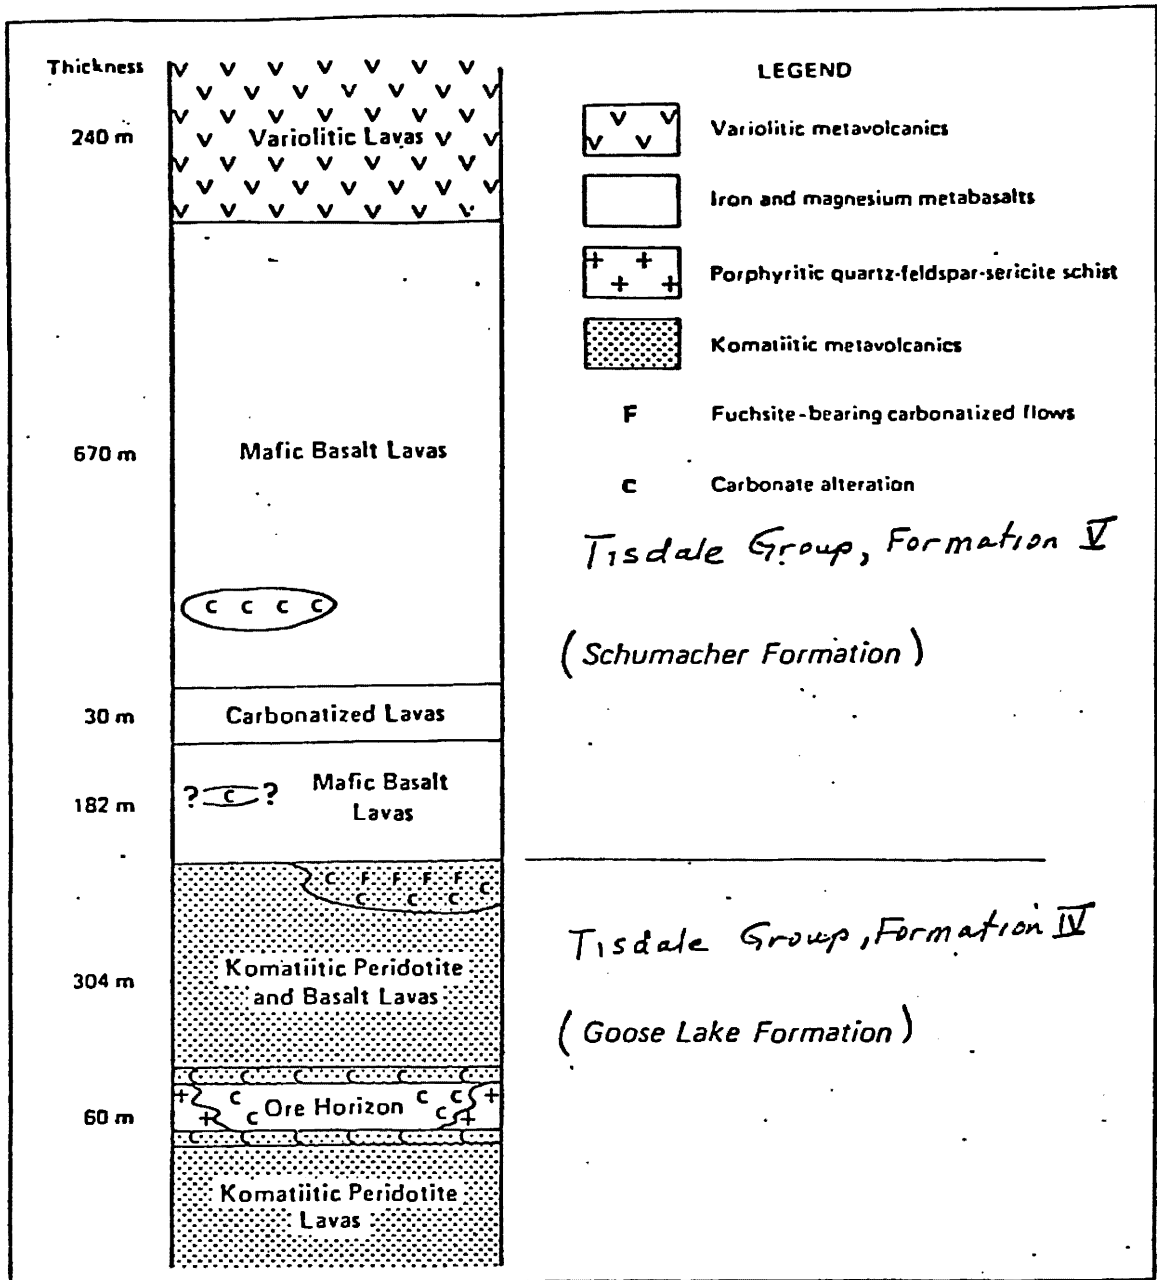 Thickness
240 m
Variolitic Lavas
670 m
Mafic Basalt Lavas
C C C C
30 m
Carbonatized Lavas
182 m
? C ?
Mafic Basalt
Lavas
C F F F F C
C C C
304 m
Komatiitic Peridotite
and Basalt Lavas
60 m
C C Ore Horizon C C C
Komatiitic Peridotite
Lavas
LEGEND
Variolitic metavolcanics
Iron and magnesium metabasalts
Porphyritic quartz-feldspar-sericite schist
Komatiitic metavolcanics
F Fuchsite-bearing carbonatized flows
C Carbonate alteration
Tisdale Group, Formation V
(Schumacher Formation)
Tisdale Group, Formation IV
(Goose Lake Formation)